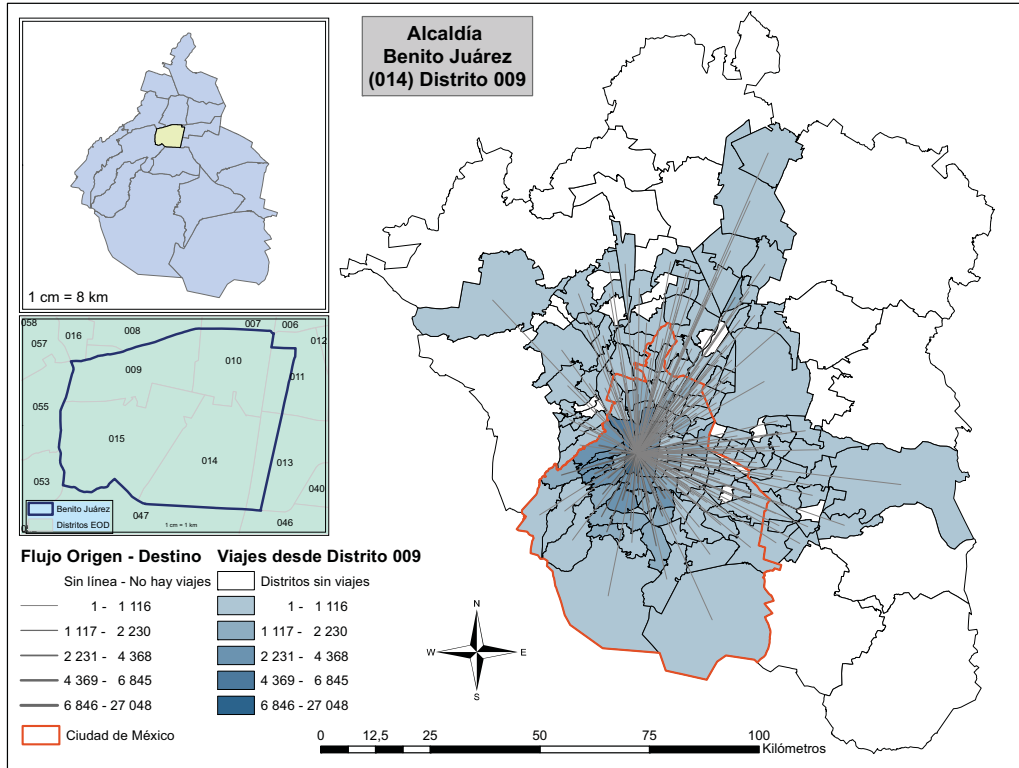 Alcaldía
Benito Juárez
(014) Distrito 009
1 cm = 8 km
058
016
008
007
006
012
057
009
010
011
055
015
014
013
053
040
047
046
Benito Juárez
Distritos EOD
1 cm = 1 km
Flujo Origen - Destino
Sin línea - No hay viajes
1 - 1 116
1 117 - 2 230
2 231 - 4 368
4 369 - 6 845
6 846 - 27 048
Ciudad de México
Viajes desde Distrito 009
Distritos sin viajes
1 - 1 116
1 117 - 2 230
2 231 - 4 368
4 369 - 6 845
6 846 - 27 048
N
W E
S
0 12,5 25 50 75 100
Kilómetros